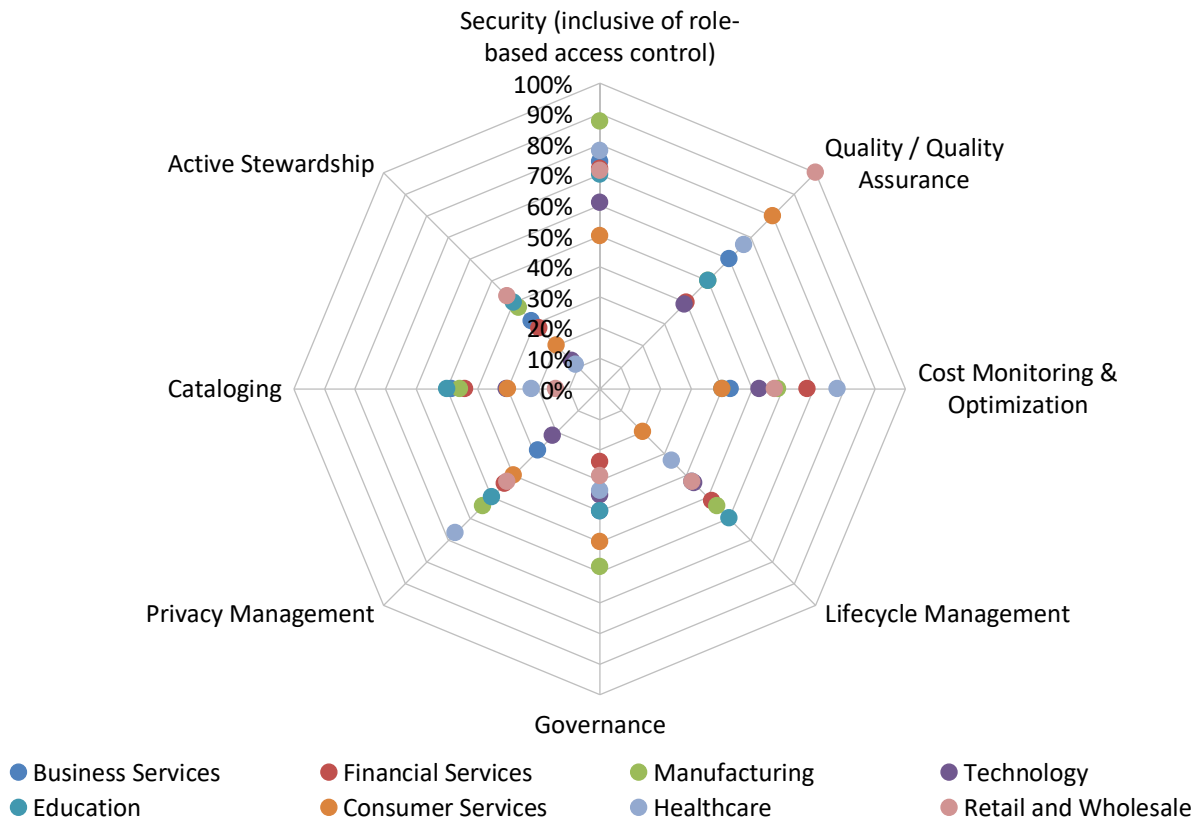 Security (inclusive of role-
based access control)
100%
90%
80%
70%
60%
50%
40%
30%
20%
10%
0%
Quality / Quality
Assurance
Cost Monitoring &
Optimization
Lifecycle Management
Governance
Privacy Management
Cataloging
Active Stewardship
Business Services
Financial Services
Manufacturing
Technology
Education
Consumer Services
Healthcare
Retail and Wholesale